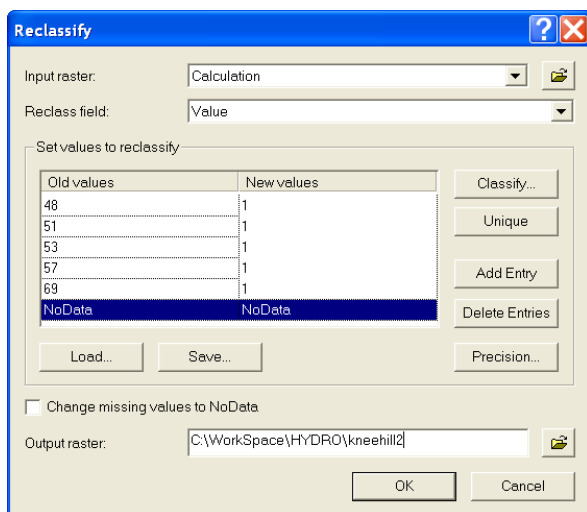 Reclassify
Input raster: Calculation
Reclass field: Value
Set values to reclassify
Old values New values Classify...
48 1
51 1 Unique
53 1
57 1 Add Entry
69 1
NoData NoData Delete Entries
Load... Save... Precision...
Change missing values to NoData
Output raster: C:\WorkSpace\HYDRO\kneehill2
OK Cancel